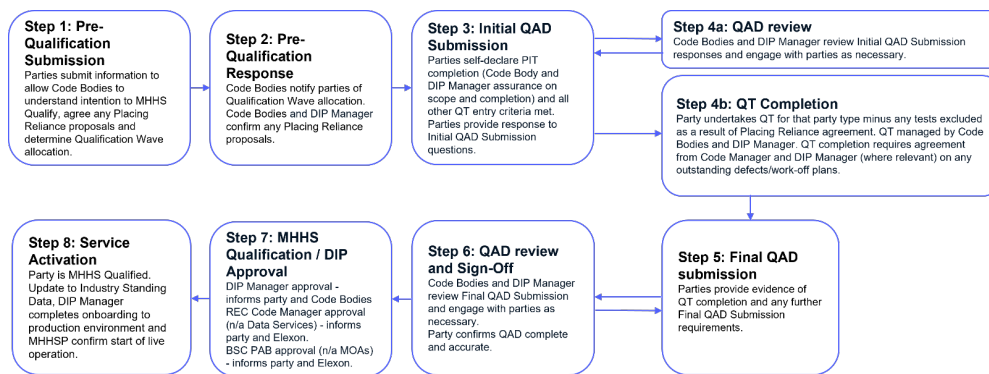 Step 1: Pre-
Qualification
Submission
Parties submit information to
allow Code Bodies to
understand intention to MHHS
Qualify, agree any Placing
Reliance proposals and
determine Qualification Wave
allocation.
Step 2: Pre-
Qualification
Response
Code Bodies notify parties of
Qualification Wave allocation.
Code Bodies and DIP Manager
confirm any Placing Reliance
proposals.
Step 3: Initial QAD
Submission
Parties self-declare PIT
completion (Code Body and
DIP Manager assurance on
scope and completion) and all
other QT entry criteria met.
Parties provide response to
Initial QAD Submission
questions.
Step 4a: QAD review
Code Bodies and DIP Manager review Initial QAD Submission
responses and engage with parties as necessary.
Step 4b: QT Completion
Party undertakes QT for that party type minus any tests excluded
as a result of Placing Reliance agreement. QT managed by Code
Bodies and DIP Manager. QT completion requires agreement
from Code Manager and DIP Manager (where relevant) on any
outstanding defects/work-off plans.
Step 5: Final QAD
submission
Parties provide evidence of
QT completion and any further
Final QAD Submission
requirements.
Step 6: QAD review
and Sign-Off
Code Bodies and DIP Manager
review Final QAD Submission
and engage with parties as
necessary.
Party confirms QAD complete
and accurate.
Step 7: MHHS
Qualification / DIP
Approval
DIP Manager approval -
informs party and Code Bodies
REC Code Manager approval
(n/a Data Services) - informs
party and Elexon.
BSC PAB approval (n/a MOAs)
- informs party and Elexon.
Step 8: Service
Activation
Party is MHHS Qualified.
Update to Industry Standing
Data, DIP Manager
completes onboarding to
production environment and
MHHSP confirm start of live
operation.